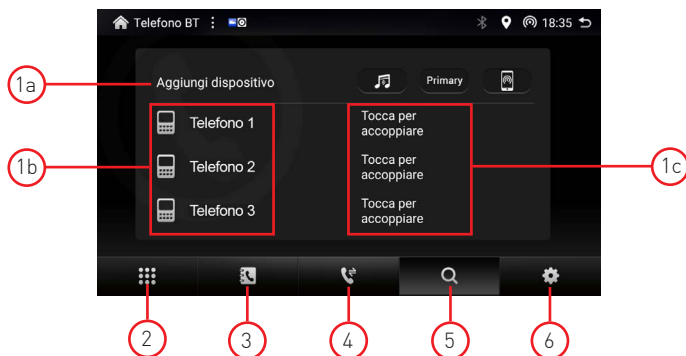 Telefono BT
18:35
1a
Aggiungi dispositivo
Primary
1b
Telefono 1
Tocca per
accoppiare
Telefono 2
Tocca per
accoppiare
1c
Telefono 3
Tocca per
accoppiare
2
3
4
5
6